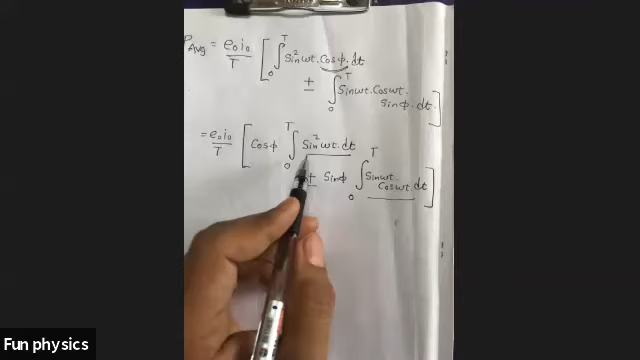 P Avg = e₀i₀/T [ ∫₀ᵀ Sin²ωt. Cosϕ. dt
± ∫₀ᵀ Sinωt. Cosωt. Sinϕ. dt. ]
= e₀i₀/T [ Cosϕ ∫₀ᵀ Sin²ωt. dt
± Sinϕ ∫₀ᵀ Sinωt. Cosωt. dt ]
Fun physics